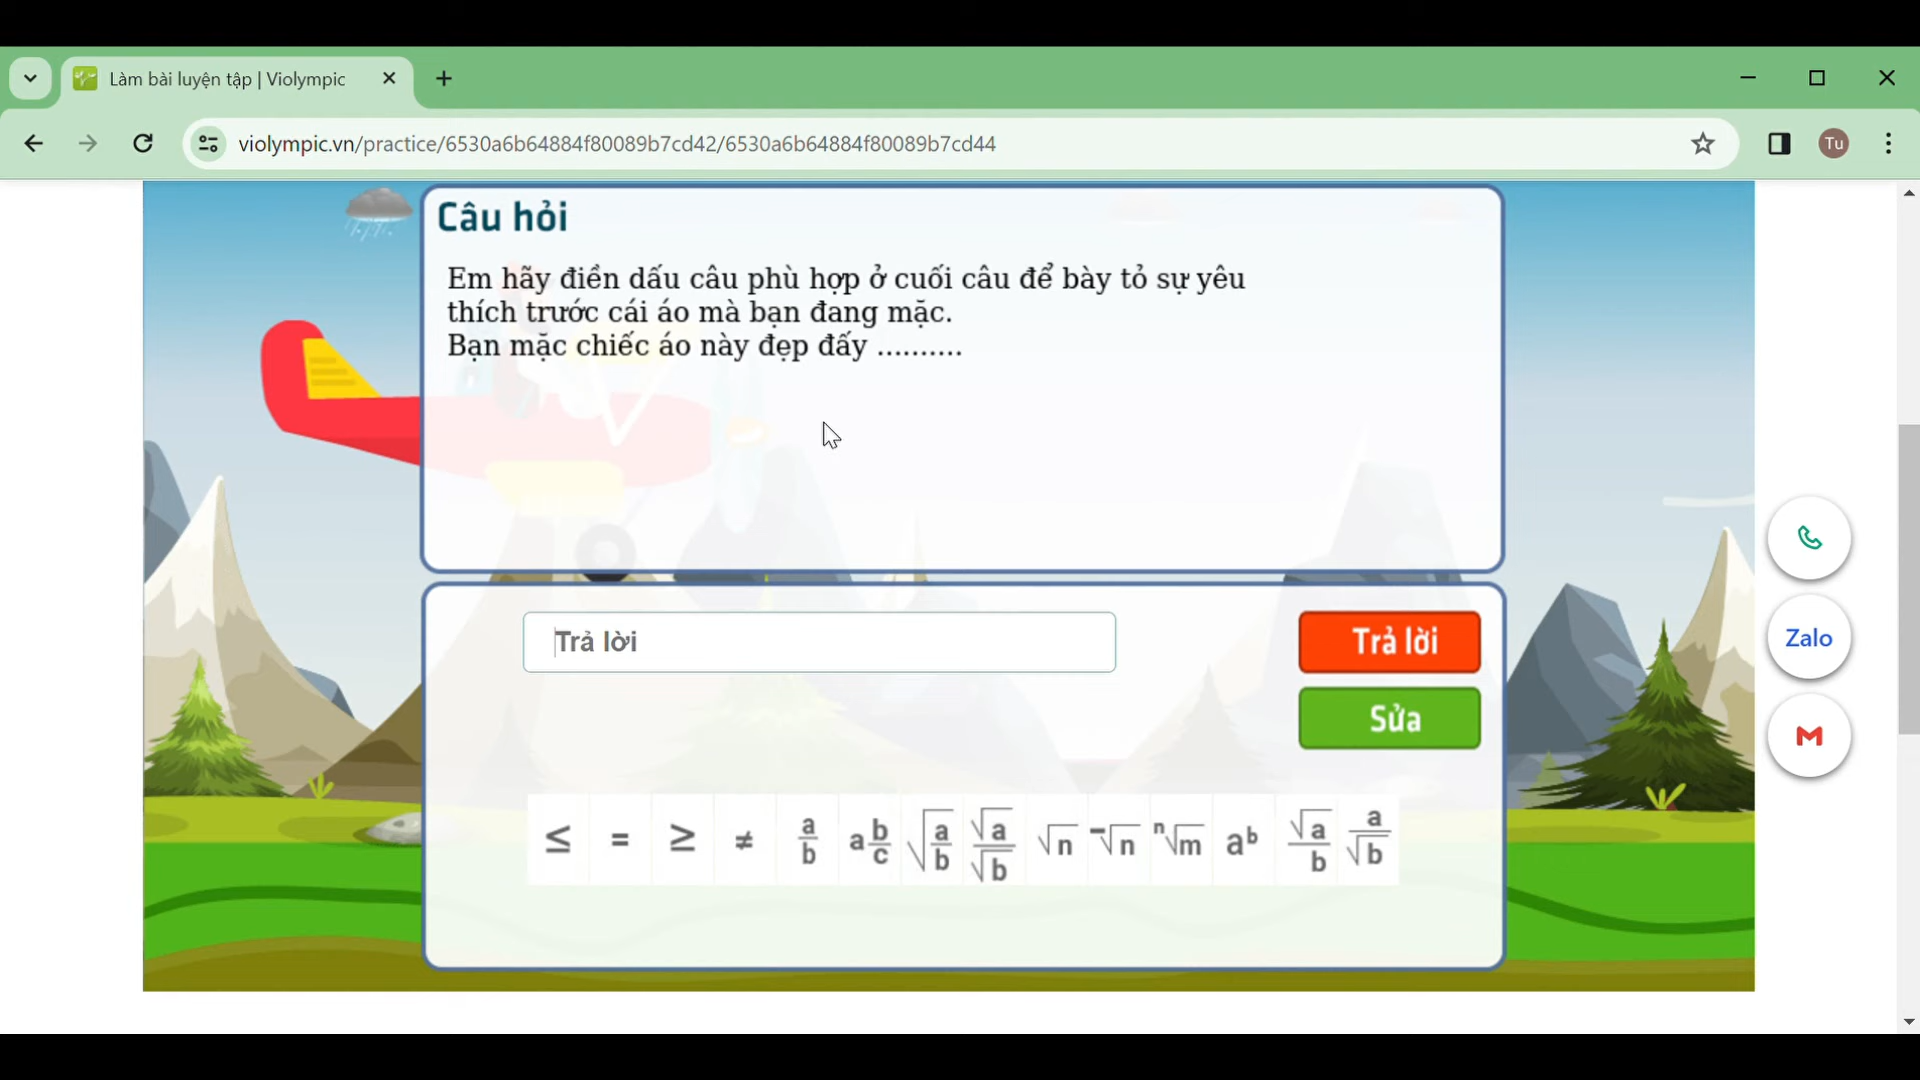 Làm bài luyện tập | Violympic
violympic.vn/practice/6530a6b64884f80089b7cd42/6530a6b64884f80089b7cd44
Tu
Câu hỏi
Em hãy điền dấu câu phù hợp ở cuối câu để bày tỏ sự yêu
thích trước cái áo mà bạn đang mặc.
Bạn mặc chiếc áo này đẹp đấy ..........
Trả lời
Trả lời
Sửa
Zalo
≤ = ≥ ≠ a/b a b/c √(a/b) √a/√b √n -√n ⁿ√m aᵇ √a/b a/√b